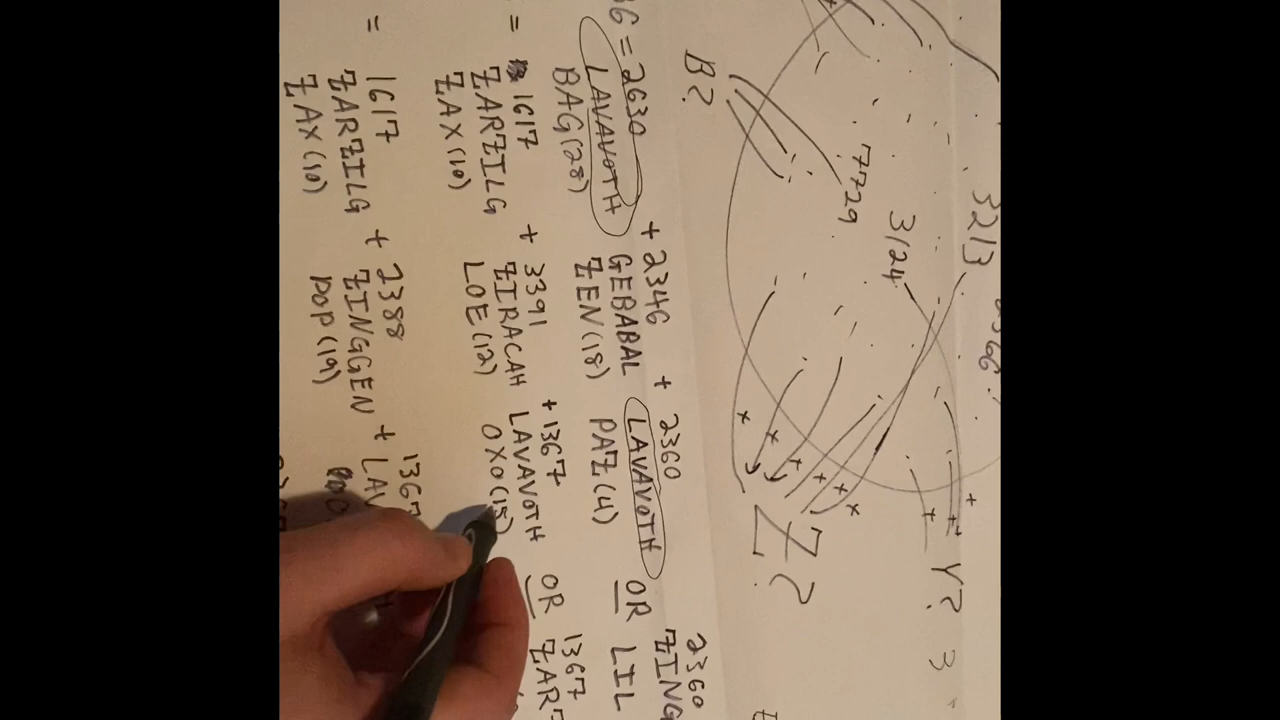 3213
3124
7729
B?
Z?
Y? 3
= 2630 + 2346 + 2360 2360
LAVAVOTH GEBABAL LAVAVOTH OR ZING
BAG(28) ZEN(18) PAZ(4) LIL
= 1617 + 3391 + 1367 1367
ZARZILG ZIRACAH LAVAVOTH OR ZAR
ZAX(10) LOE(12) OXO(15)
= 1617 + 2388 + 1367
ZARZILG ZINGGEN LAV
ZAX(10) POP(19)